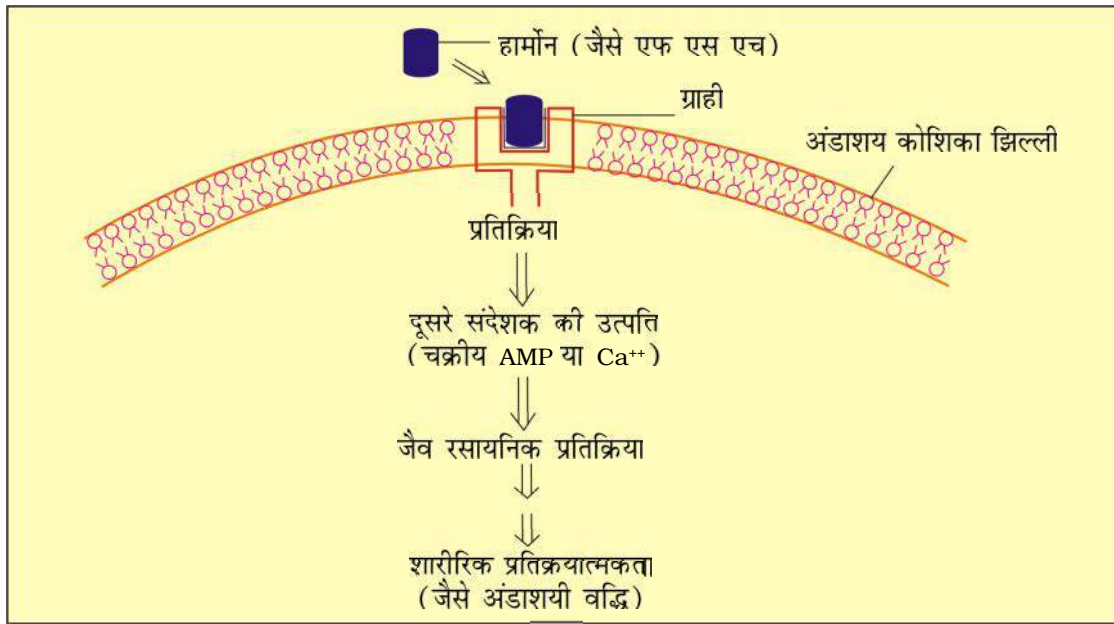 हार्मोन (जैसे एफ एस एच)
ग्राही
अंडाशय कोशिका झिल्ली
प्रतिक्रिया
दूसरे संदेशक की उत्पत्ति
(चक्रीय AMP या Ca⁺⁺)
जैव रसायनिक प्रतिक्रिया
शारीरिक प्रतिक्रयात्मकता
(जैसे अंडाशयी वद्धि)